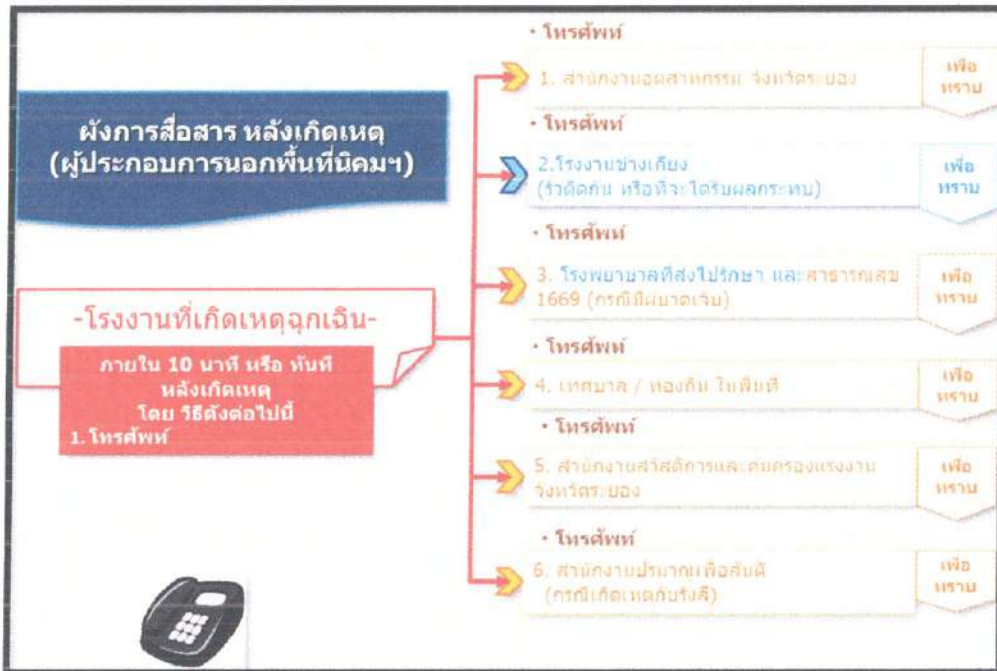 ผังการสื่อสาร หลังเกิดเหตุ
(ผู้ประกอบการนอกพื้นที่นิคมฯ)
-โรงงานที่เกิดเหตุฉุกเฉิน-
ภายใน 10 นาที หรือ ทันที
หลังเกิดเหตุ
โดย วิธีดังต่อไปนี้
1. โทรศัพท์
• โทรศัพท์
1. สำนักงานอุตสาหกรรม จังหวัดระยอง
เพื่อ
ทราบ
• โทรศัพท์
2.โรงงานข้างเคียง
(รั้วติดกัน หรือที่จะได้รับผลกระทบ)
เพื่อ
ทราบ
• โทรศัพท์
3. โรงพยาบาลที่ส่งไปรักษา และสาธารณสุข
1669 (กรณีมีผู้บาดเจ็บ)
เพื่อ
ทราบ
• โทรศัพท์
4. เทศบาล / ท้องถิ่น ในพื้นที่
เพื่อ
ทราบ
• โทรศัพท์
5. สำนักงานสวัสดิการและคุ้มครองแรงงาน
จังหวัดระยอง
เพื่อ
ทราบ
• โทรศัพท์
6. สำนักงานปรมาณูเพื่อสันติ
(กรณีเกิดเหตุกับรังสี)
เพื่อ
ทราบ